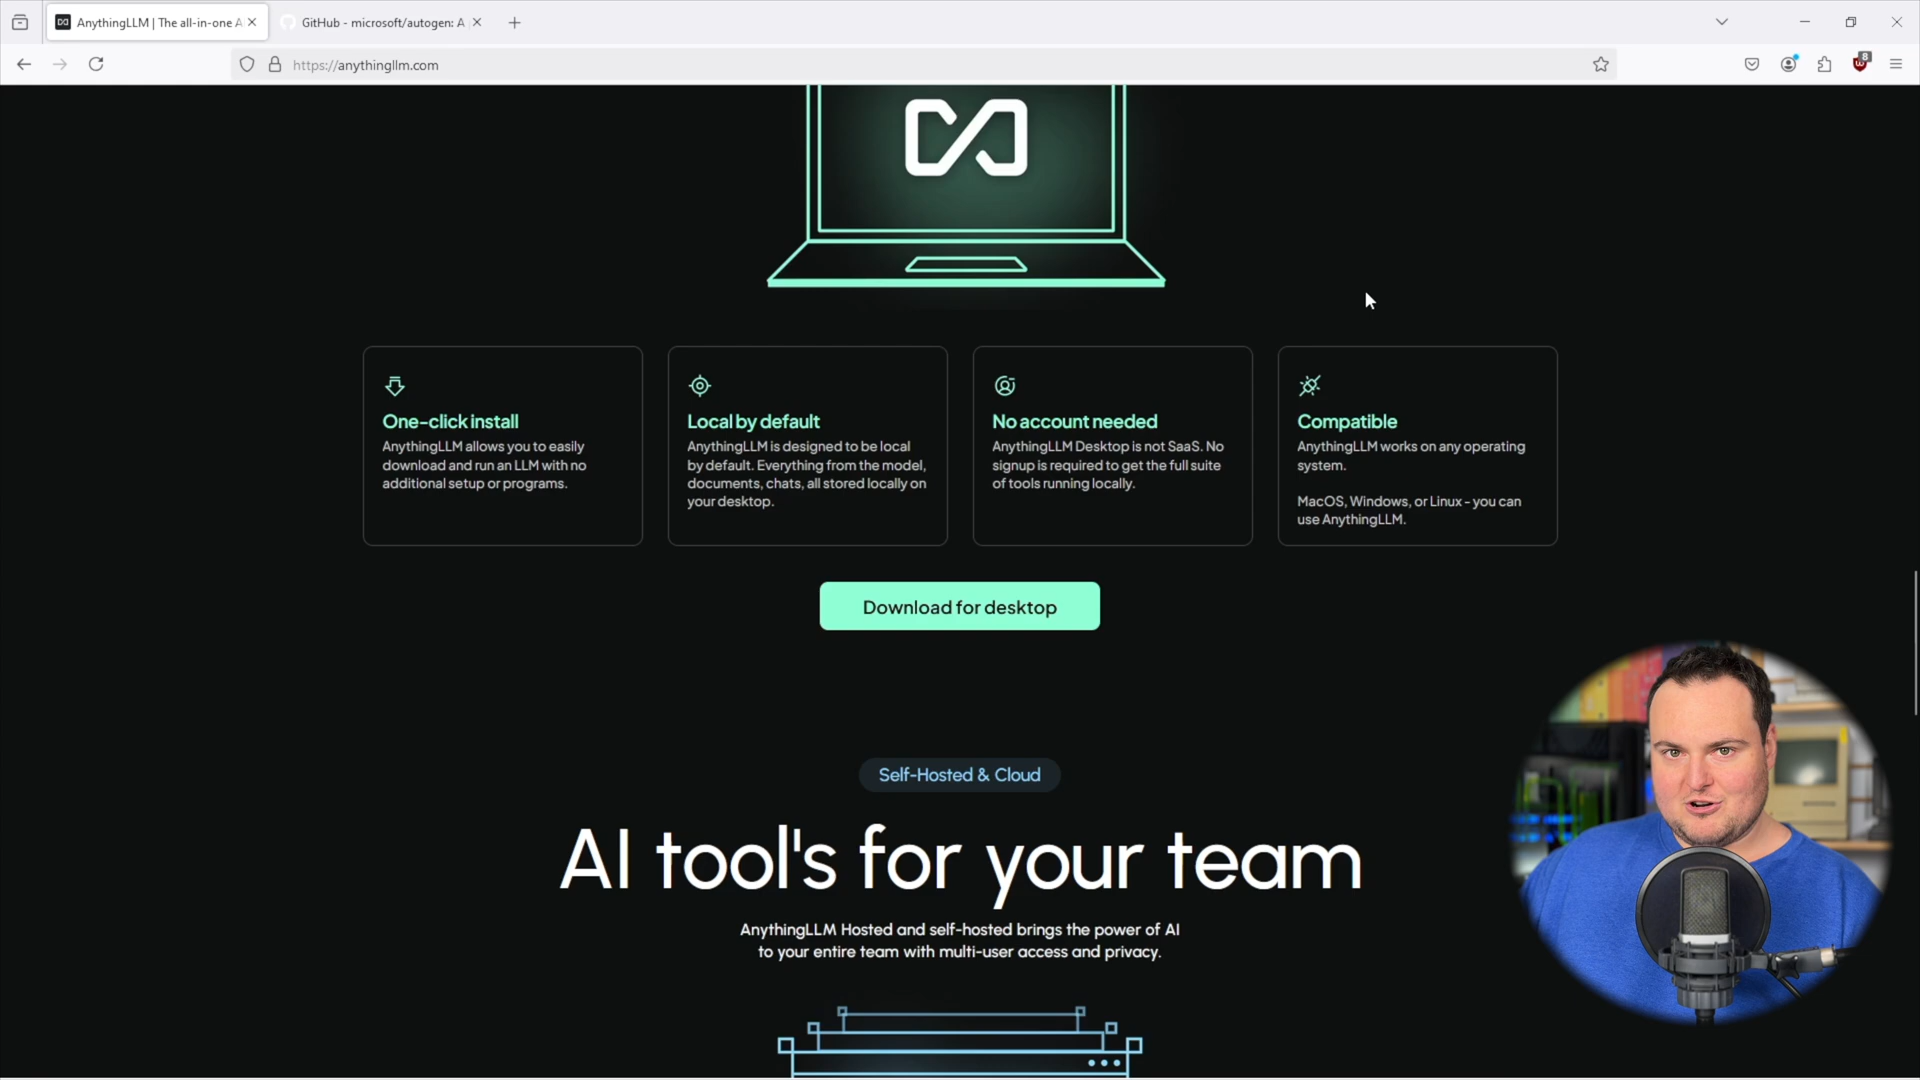 AnythingLLM | The all-in-one A
GitHub - microsoft/autogen: A
https://anythingllm.com
8
One-click install
AnythingLLM allows you to easily
download and run an LLM with no
additional setup or programs.
Local by default
AnythingLLM is designed to be local
by default. Everything from the model,
documents, chats, all stored locally on
your desktop.
No account needed
AnythingLLM Desktop is not SaaS. No
signup is required to get the full suite
of tools running locally.
Compatible
AnythingLLM works on any operating
system.
MacOS, Windows, or Linux - you can
use AnythingLLM.
Download for desktop
Self-Hosted & Cloud
AI tool's for your team
AnythingLLM Hosted and self-hosted brings the power of AI
to your entire team with multi-user access and privacy.